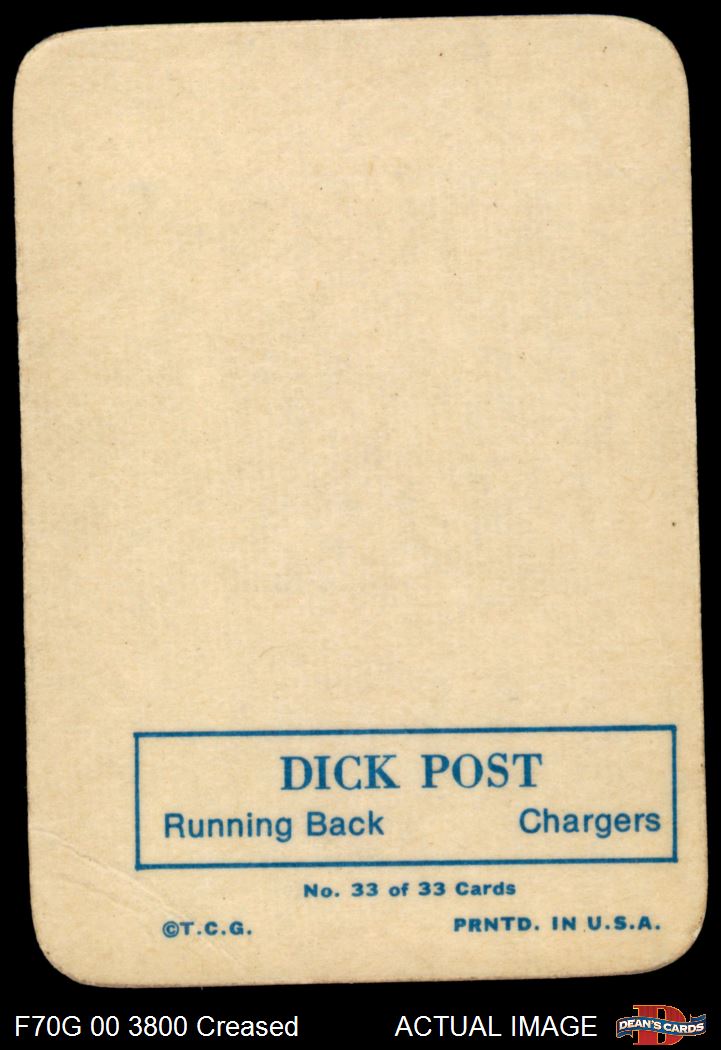 DICK POST
Running Back Chargers
No. 33 of 33 Cards
©T.C.G. PRNTD. IN U.S.A.
F70G 00 3800 Creased ACTUAL IMAGE D
DEAN'S CARDS